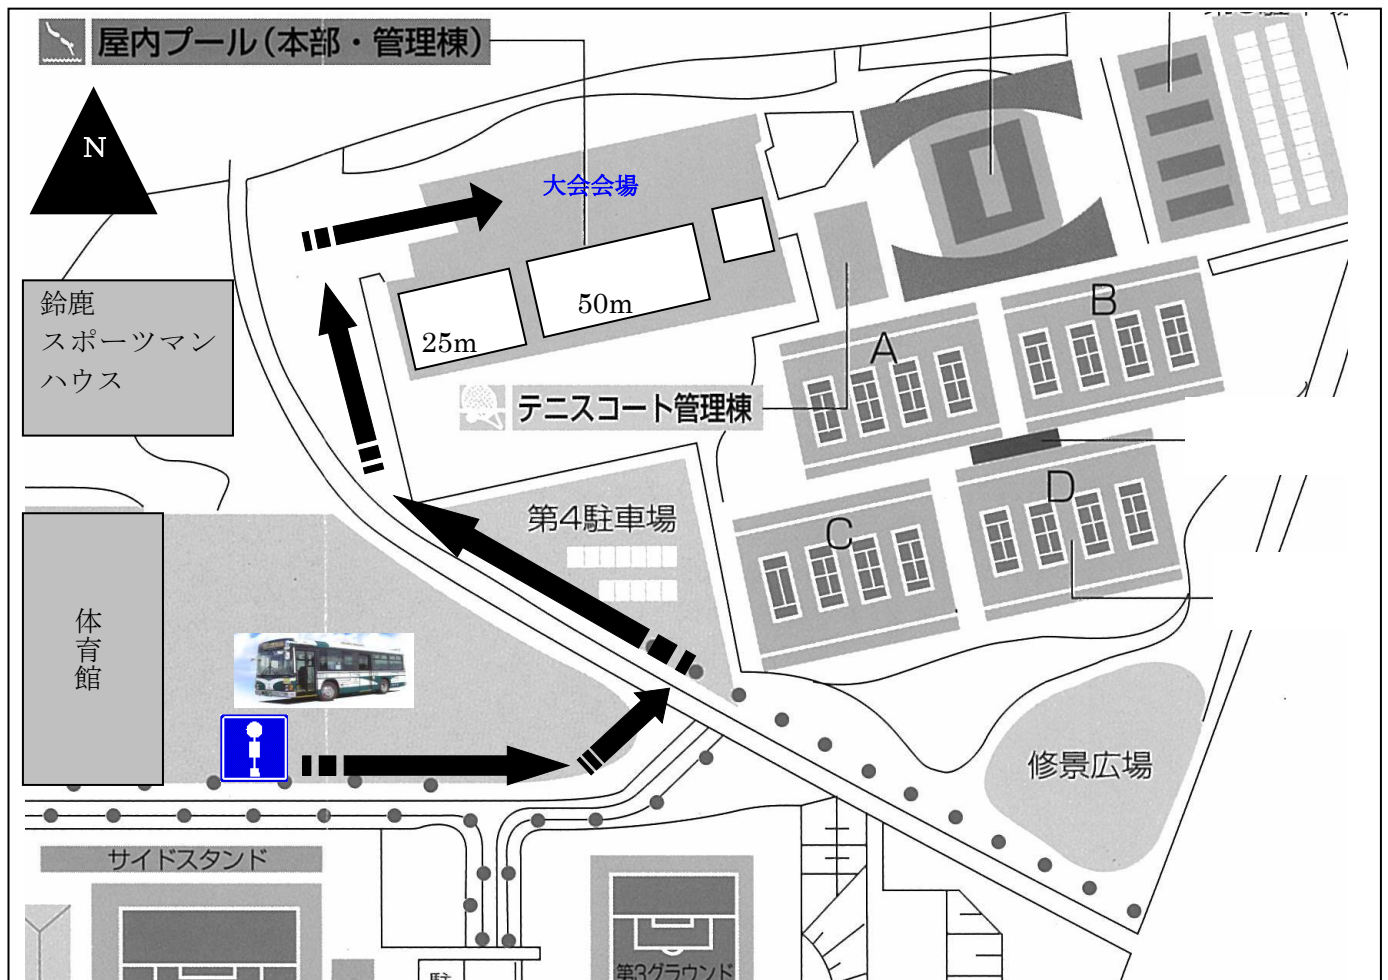 屋内プール(本部・管理棟)
N
大会会場
鈴鹿
スポーツマン
ハウス
50m
25m
B
A
テニスコート管理棟
D
第4駐車場
C
体育館
修景広場
サイドスタンド
第3グラウンド